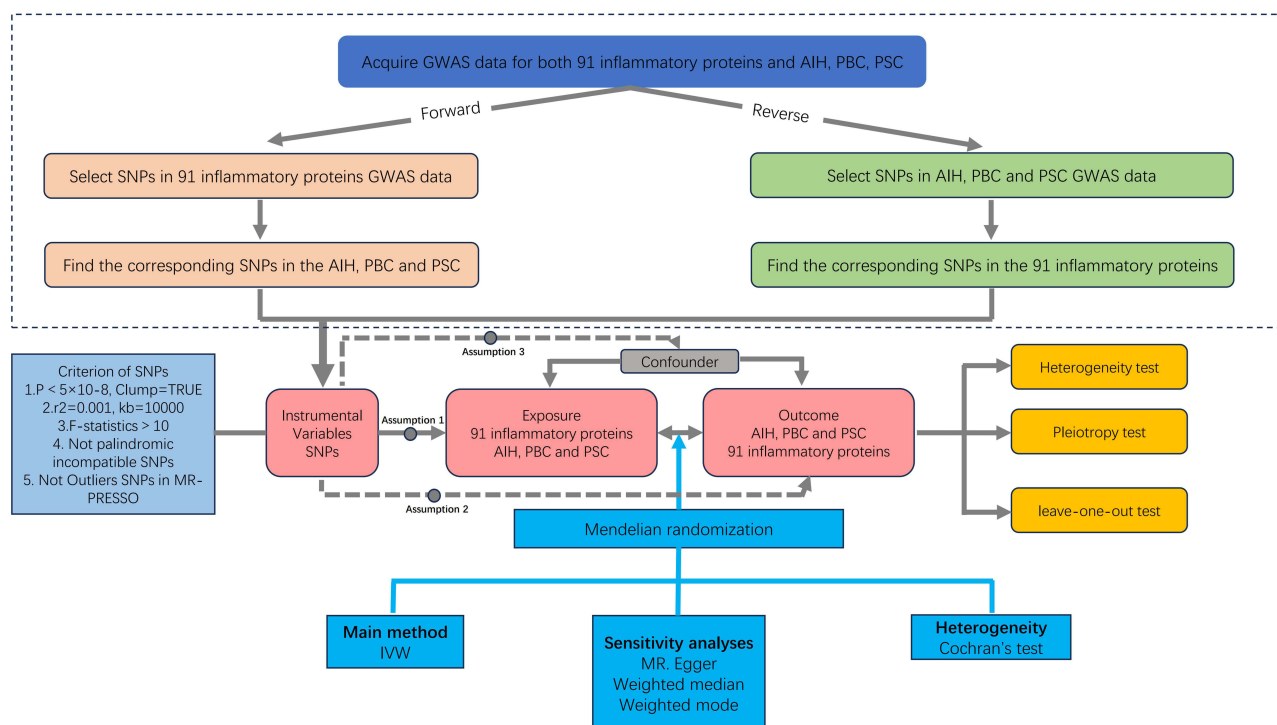 Acquire GWAS data for both 91 inflammatory proteins and AIH, PBC, PSC
Forward
Reverse
Select SNPs in 91 inflammatory proteins GWAS data
Select SNPs in AIH, PBC and PSC GWAS data
Find the corresponding SNPs in the AIH, PBC and PSC
Find the corresponding SNPs in the 91 inflammatory proteins
Criterion of SNPs
1.P < 5×10-8, Clump=TRUE
2.r2=0.001, kb=10000
3.F-statistics > 10
4. Not palindromic
incompatible SNPs
5. Not Outliers SNPs in MR-
PRESSO
Instrumental
Variables
SNPs
Assumption 1
Assumption 3
Assumption 2
Confounder
Exposure
91 inflammatory proteins
AIH, PBC and PSC
Outcome
AIH, PBC and PSC
91 inflammatory proteins
Heterogeneity test
Pleiotropy test
leave-one-out test
Mendelian randomization
Main method
IVW
Sensitivity analyses
MR. Egger
Weighted median
Weighted mode
Heterogeneity
Cochran's test